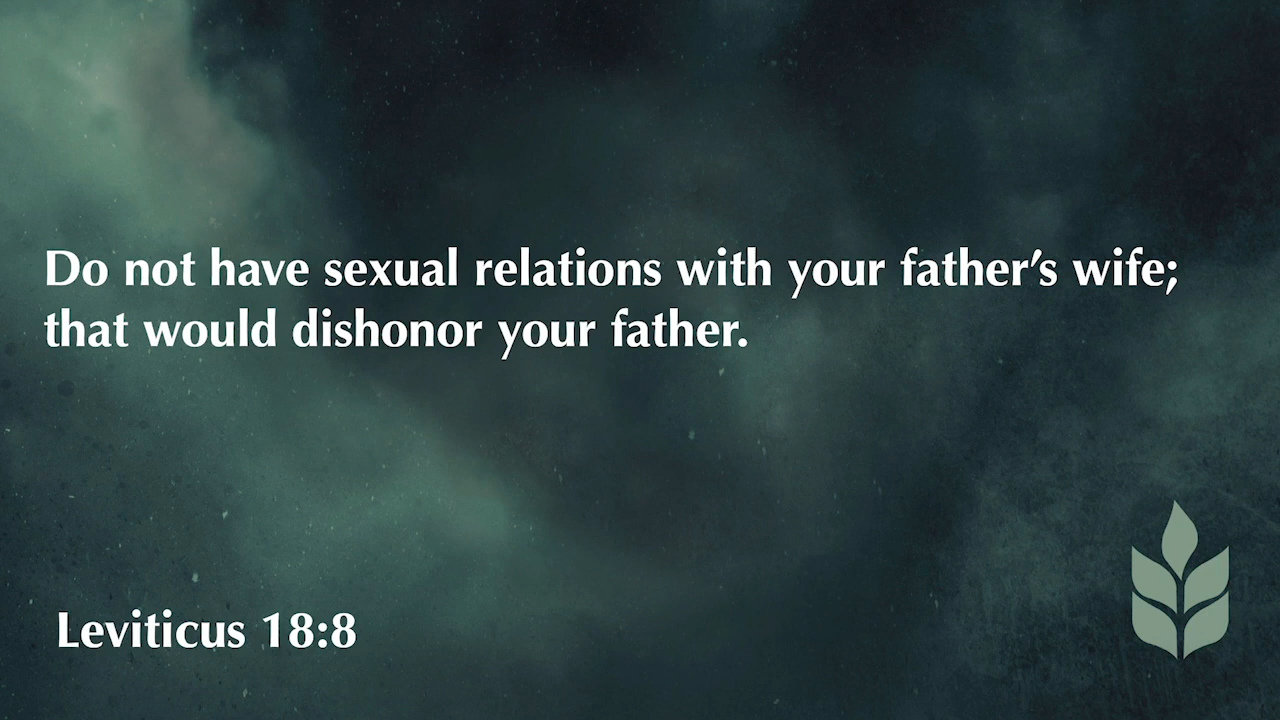 Do not have sexual relations with your father’s wife;
that would dishonor your father.
Leviticus 18:8